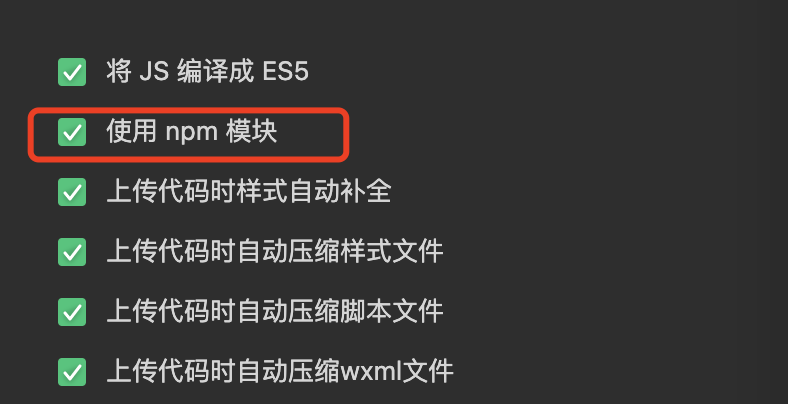 将 JS 编译成 ES5
使用 npm 模块
上传代码时样式自动补全
上传代码时自动压缩样式文件
上传代码时自动压缩脚本文件
上传代码时自动压缩wxml文件